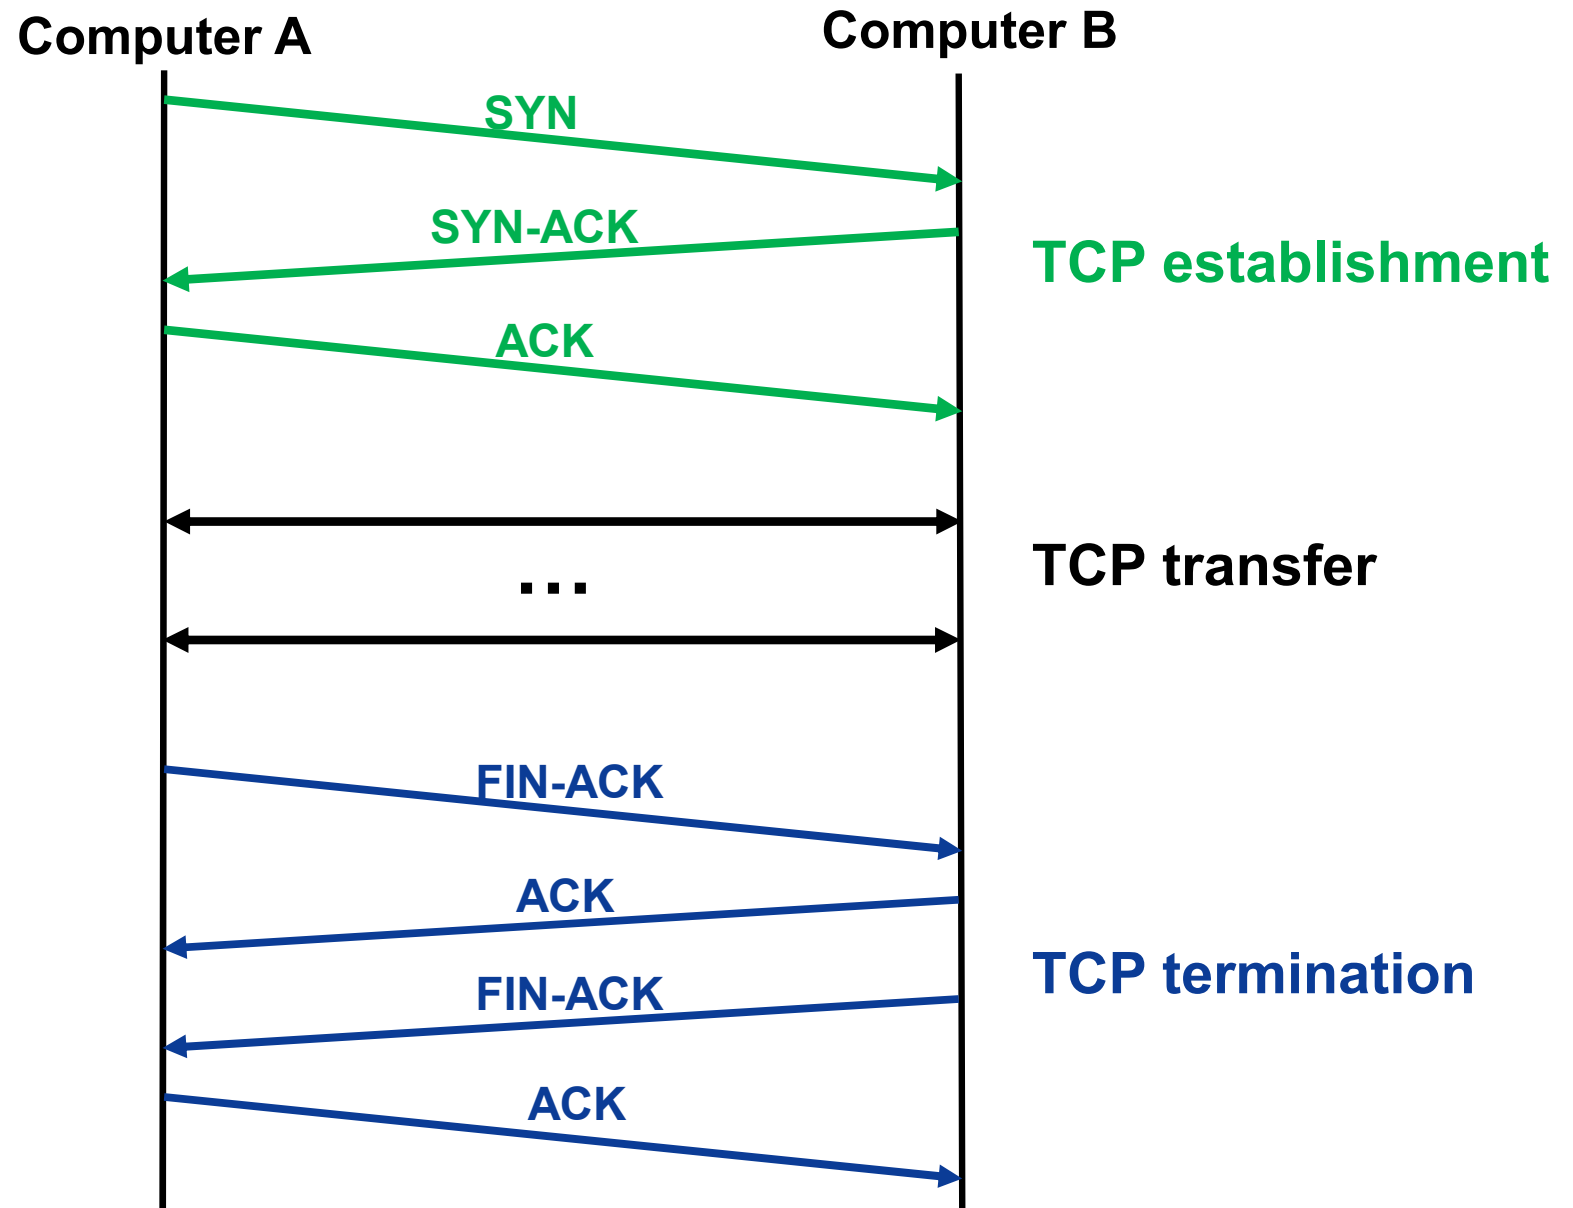 Computer A
Computer B
SYN
SYN-ACK
TCP establishment
ACK
...
TCP transfer
FIN-ACK
ACK
TCP termination
FIN-ACK
ACK